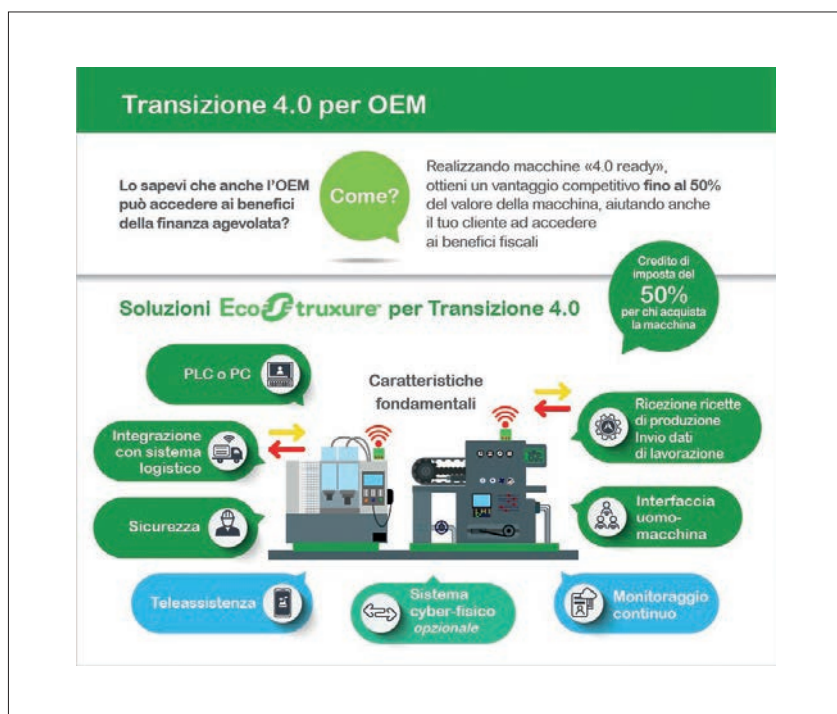 Transizione 4.0 per OEM
Lo sapevi che anche l'OEM
può accedere ai benefici
della finanza agevolata?
Come?
Realizzando macchine «4.0 ready»,
ottieni un vantaggio competitivo fino al 50%
del valore della macchina, aiutando anche
il tuo cliente ad accedere
ai benefici fiscali
Credito di
imposta del
50%
per chi acquista
la macchina
Soluzioni EcoStruxure per Transizione 4.0
PLC o PC
Caratteristiche
fondamentali
Integrazione
con sistema
logistico
Ricezione ricette
di produzione
Invio dati
di lavorazione
Sicurezza
Interfaccia
uomo-
macchina
Teleassistenza
Sistema
cyber-fisico
opzionale
Monitoraggio
continuo